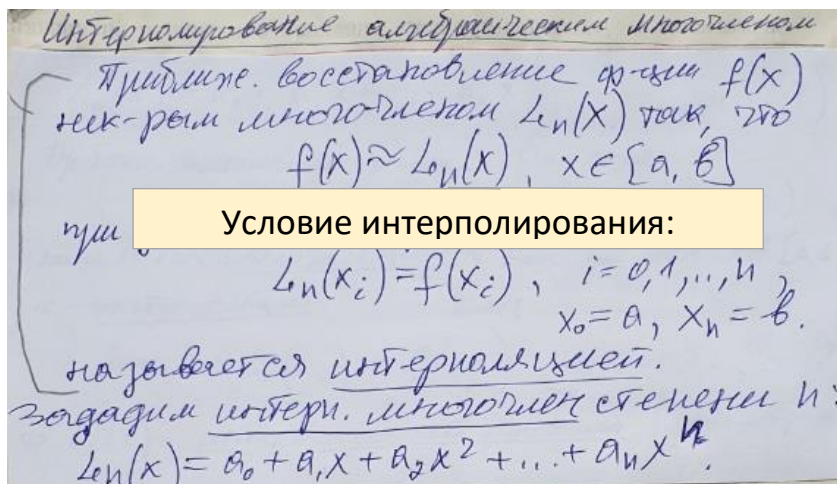 Интерполирование алгебраическим многочленом
Приближ. восстановление ф-ции f(x)
нек-рым многочленом Lₙ(x) так, что
f(x) ≈ Lₙ(x), x ∈ [a, b]
при
Условие интерполирования:
Lₙ(xᵢ) = f(xᵢ), i = 0, 1, .., n,
x₀ = a, xₙ = b.
называется интерполяцией.
Зададим интерп. многочлен степени n:
Lₙ(x) = a₀ + a₁x + a₂x² + ... + aₙxⁿ.